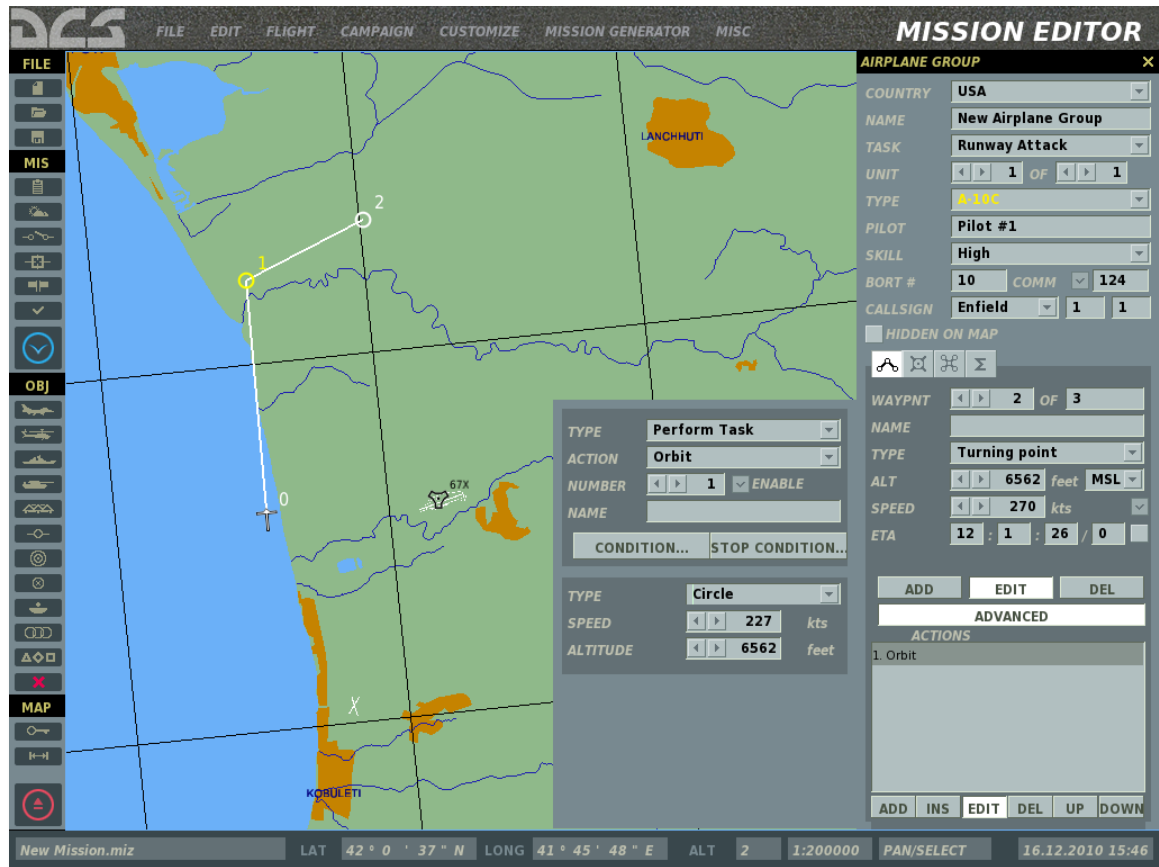 DCS FILE EDIT FLIGHT CAMPAIGN CUSTOMIZE MISSION GENERATOR MISC MISSION EDITOR
FILE
MIS
OBJ
MAP
LANCHHUTI
2
1
0
67X
X
KOBULETI
TYPE Perform Task
ACTION Orbit
NUMBER 1 ENABLE
NAME
CONDITION... STOP CONDITION...
TYPE Circle
SPEED 227 kts
ALTITUDE 6562 feet
AIRPLANE GROUP
COUNTRY USA
NAME New Airplane Group
TASK Runway Attack
UNIT 1 OF 1
TYPE A-10C
PILOT Pilot #1
SKILL High
BORT # 10 COMM 124
CALLSIGN Enfield 1 1
HIDDEN ON MAP
Σ
WAYPNT 2 OF 3
NAME
TYPE Turning point
ALT 6562 feet MSL
SPEED 270 kts
ETA 12 : 1 : 26 / 0
ADD EDIT DEL
ADVANCED
ACTIONS
1. Orbit
ADD INS EDIT DEL UP DOWN
New Mission.miz LAT 42 ° 0 ' 37 " N LONG 41 ° 45 ' 48 " E ALT 2 1:200000 PAN/SELECT 16.12.2010 15:46